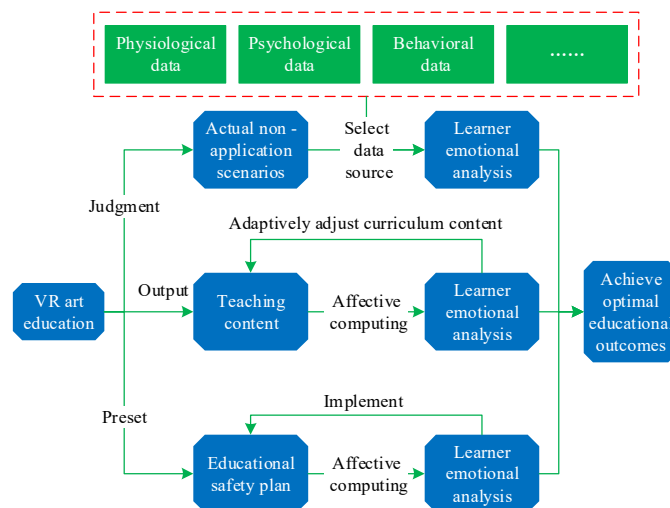 Physiological
data
Psychological
data
Behavioral
data
……
Actual non -
application
scenarios
Select
data
source
Learner
emotional
analysis
Judgment
Adaptively adjust curriculum content
VR art
education
Output
Teaching
content
Affective
computing
Learner
emotional
analysis
Achieve
optimal
educational
outcomes
Preset
Implement
Educational
safety plan
Affective
computing
Learner
emotional
analysis